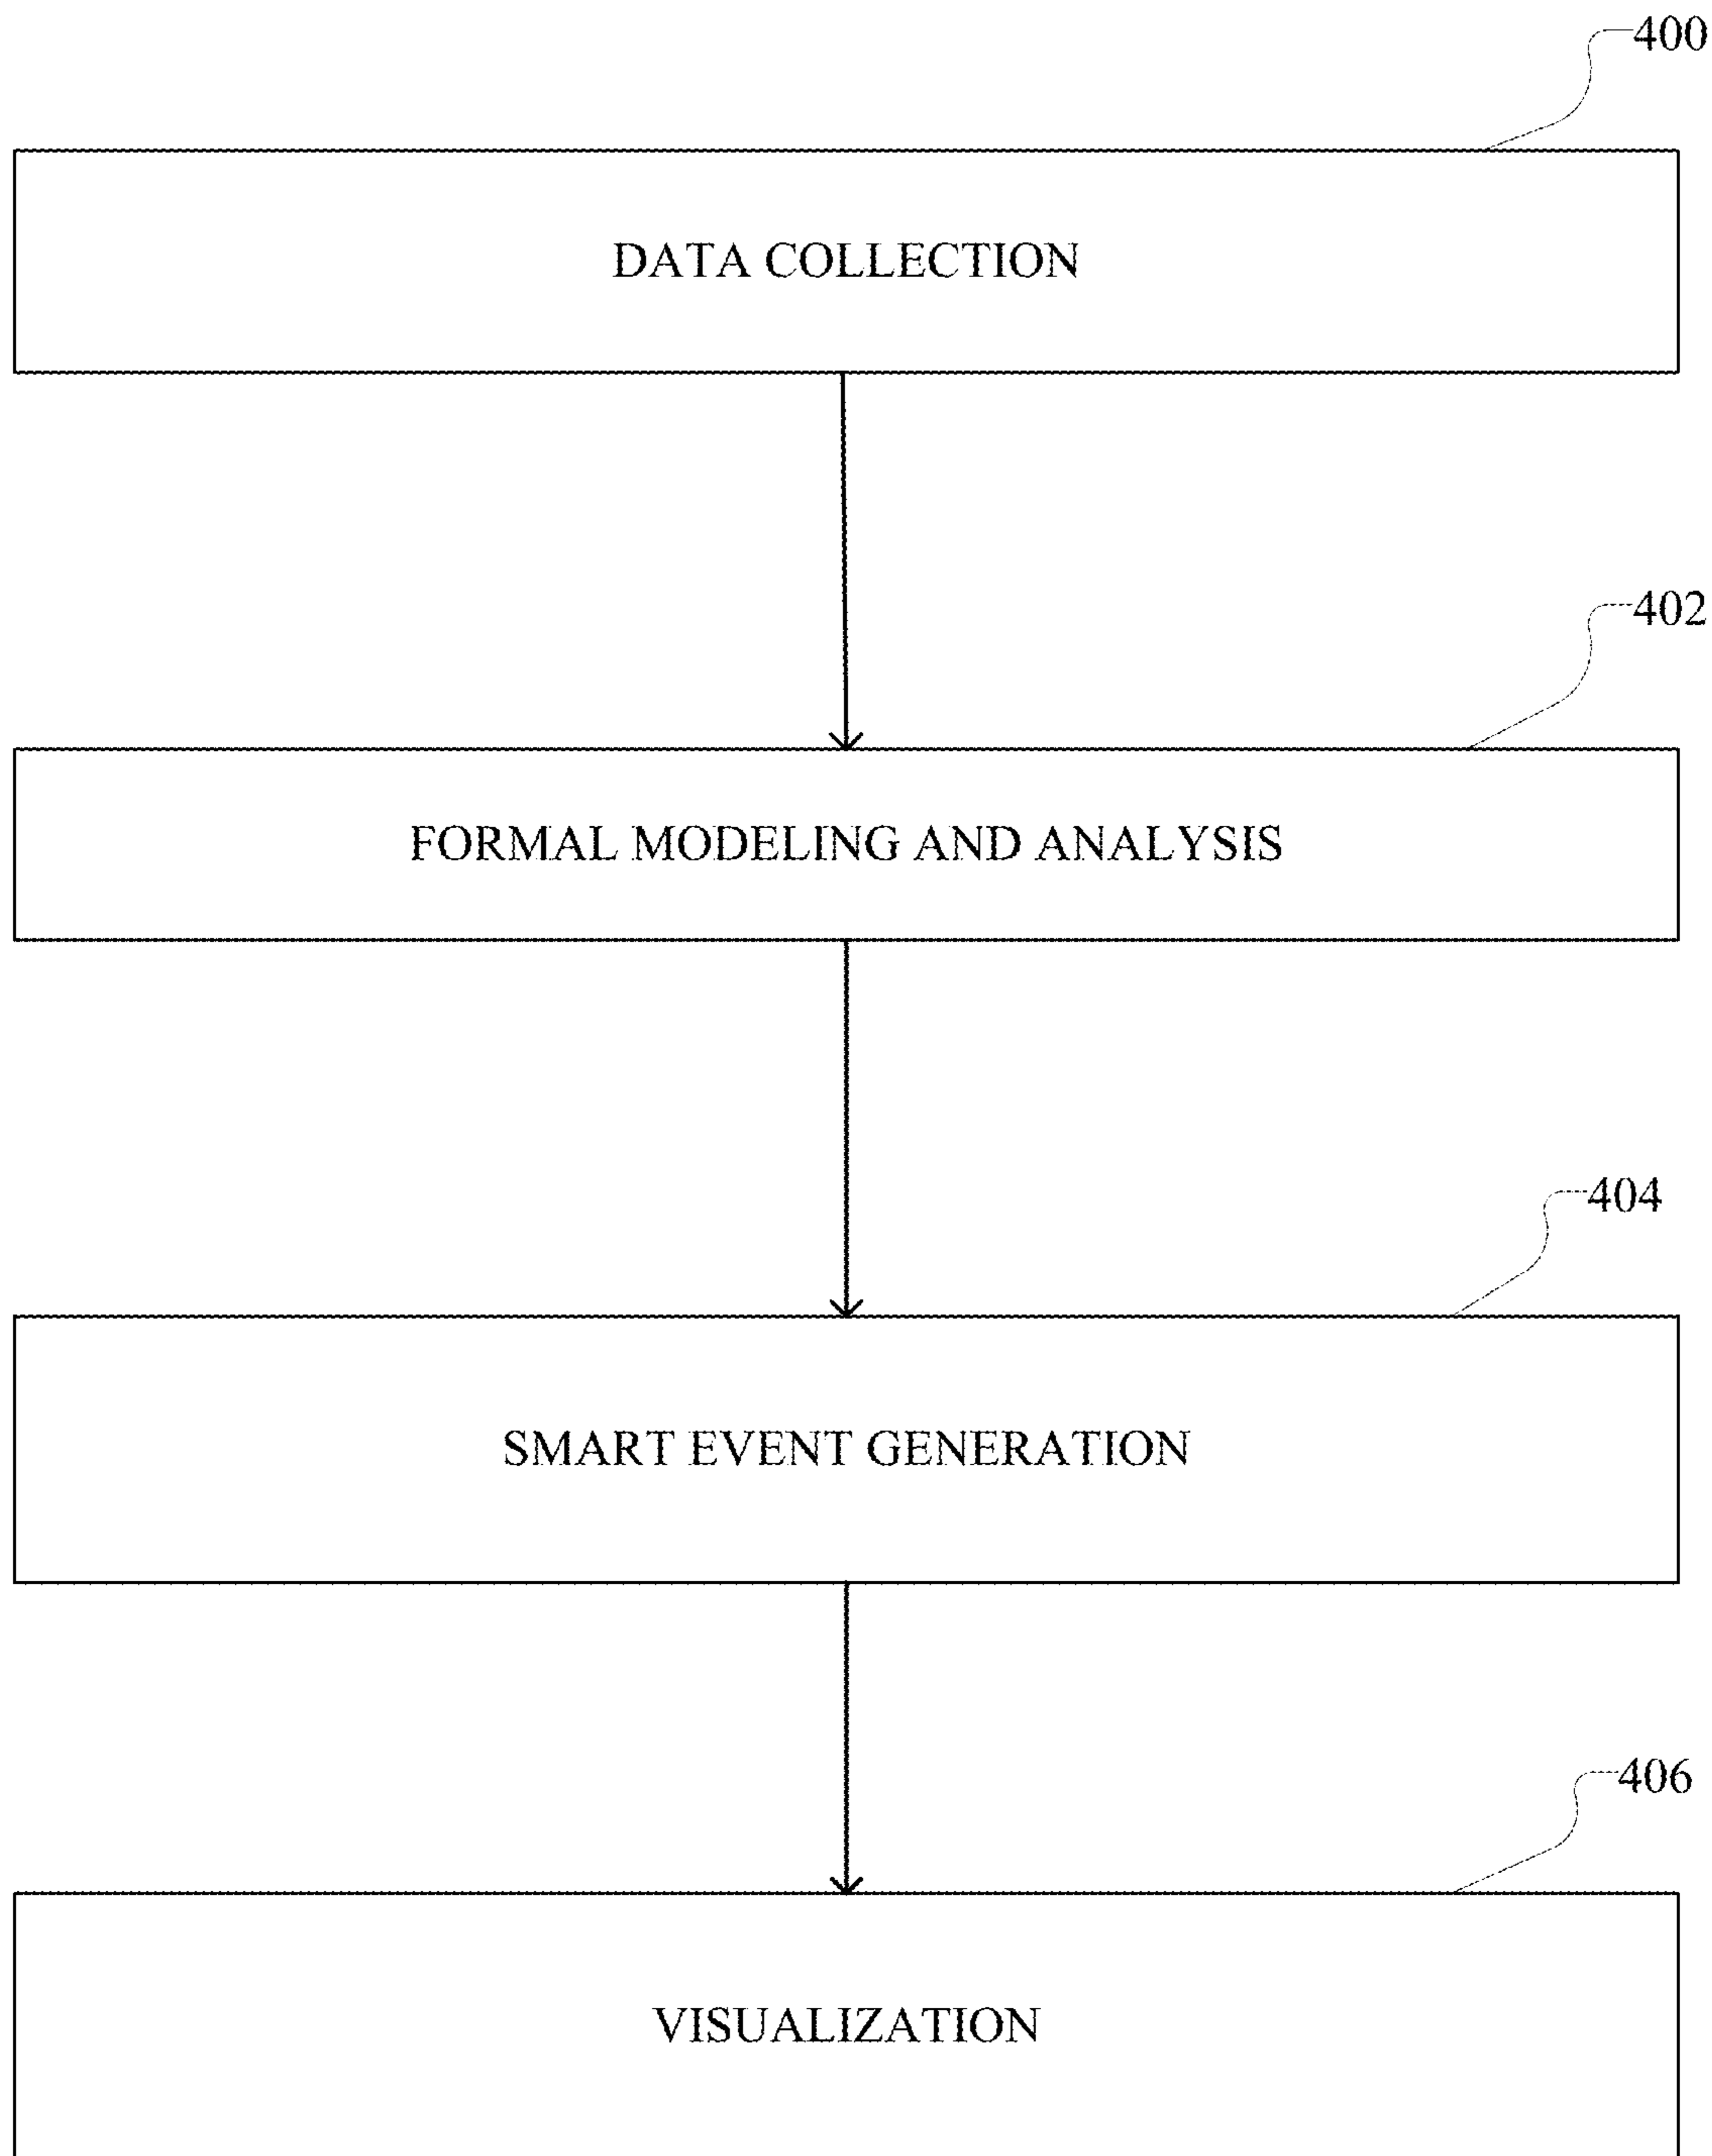 400
DATA COLLECTION
402
FORMAL MODELING AND ANALYSIS
404
SMART EVENT GENERATION
406
VISUALIZATION